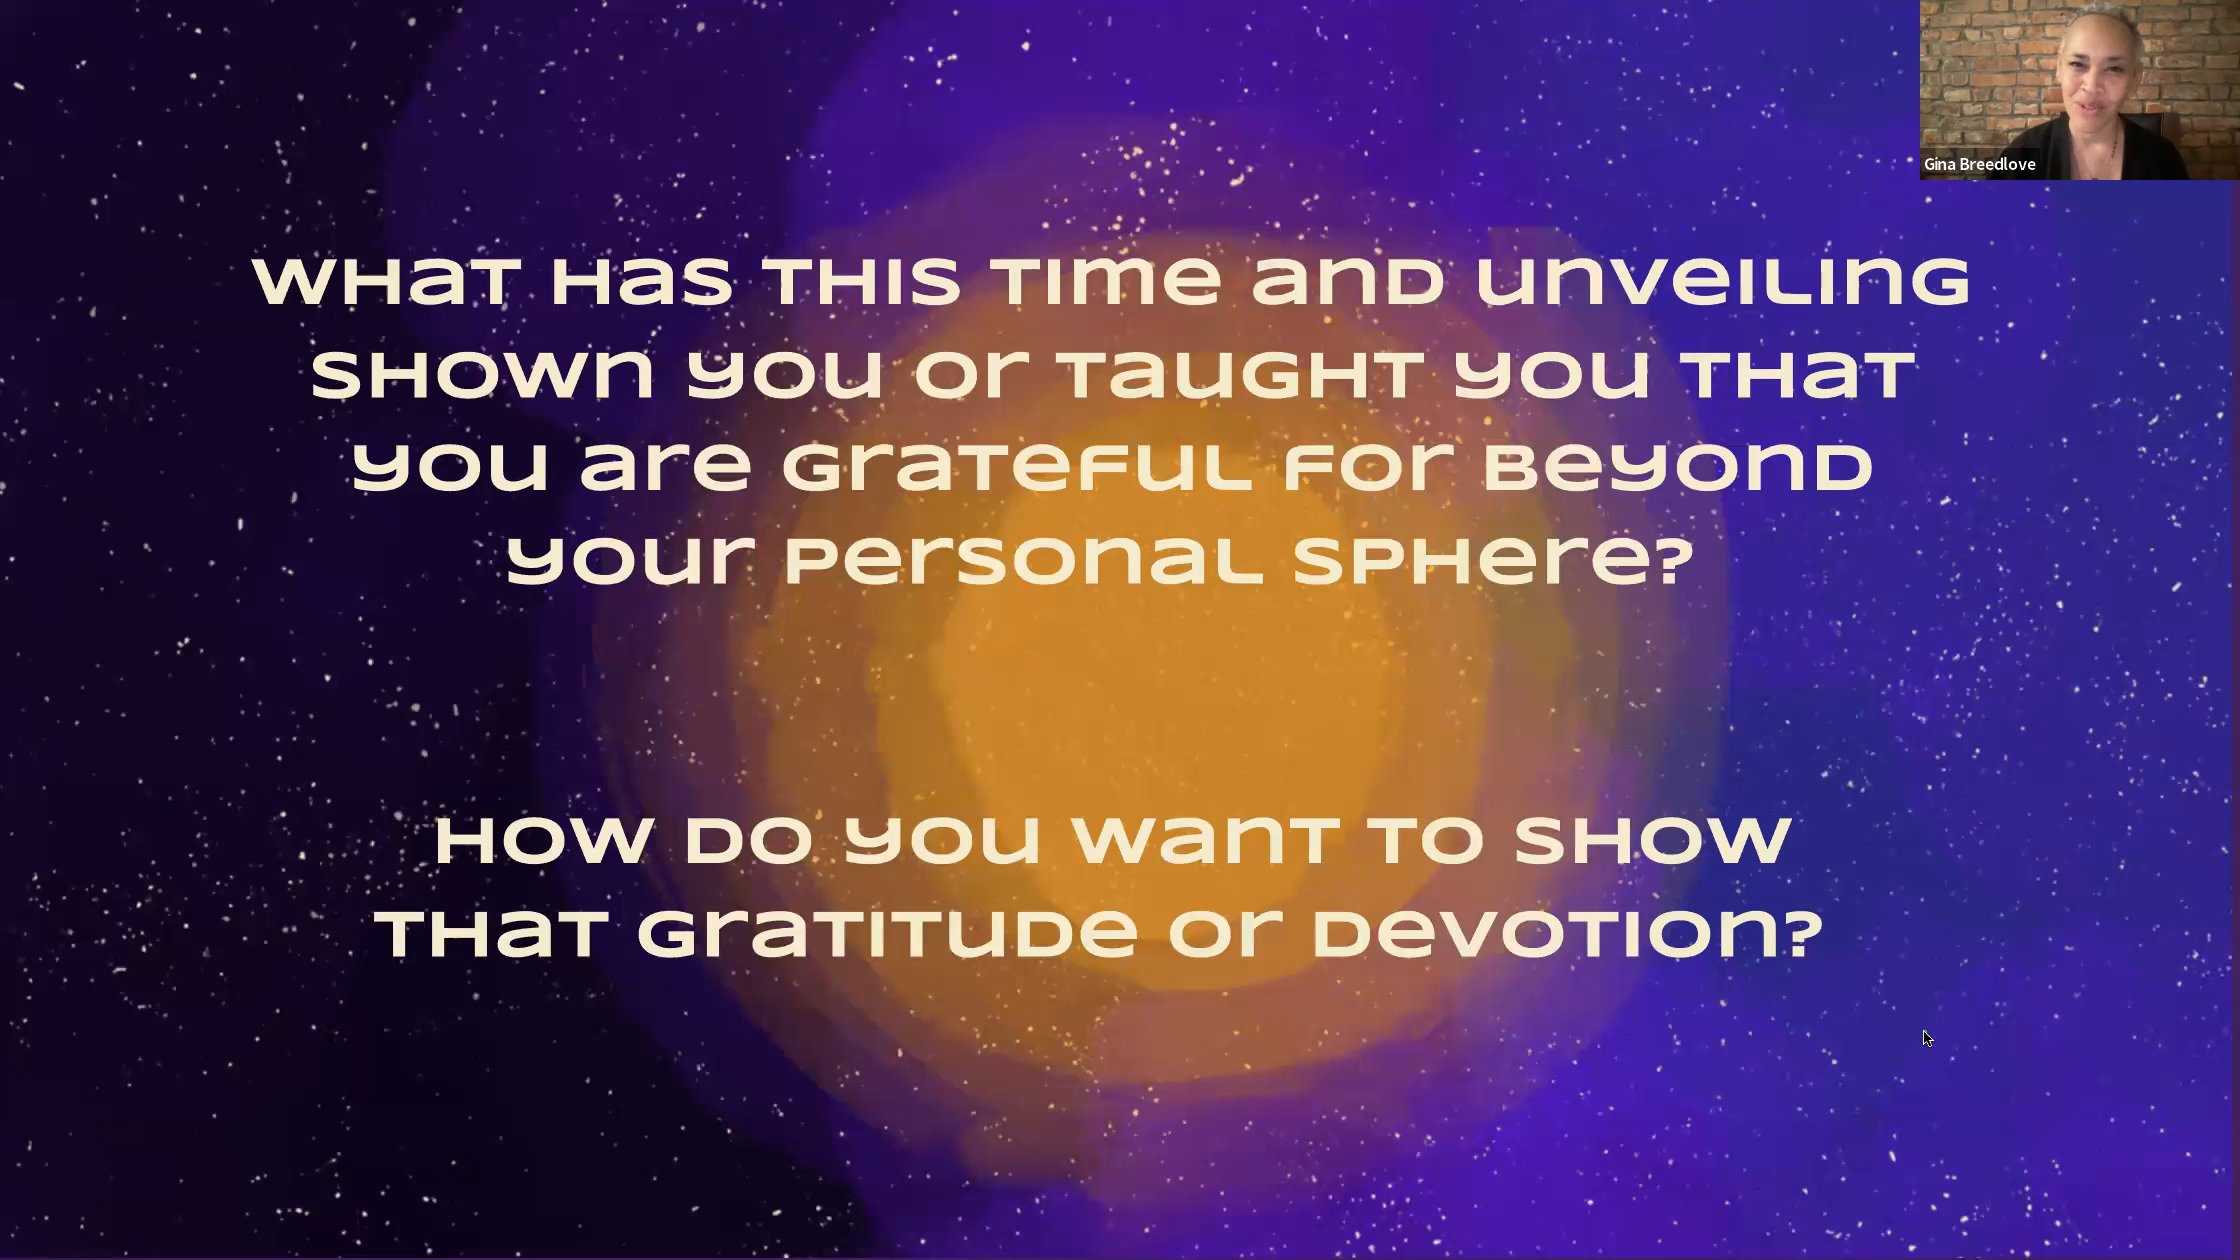 Gina Breedlove
WHaT Has THIS TIme anD unveILInG
SHOWn you or TauGHT you THaT
you are GraTeFUL For Beyond
your Personal SPHere?
HOW DO you wanT TO SHOW
THaT GraTITUDe or Devotion?